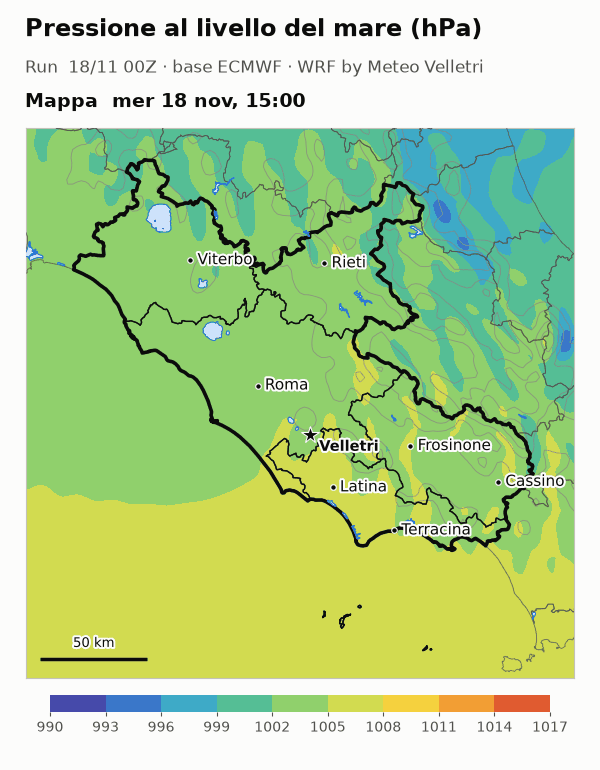 Pressione al livello del mare (hPa)
Run  18/11 00Z · base ECMWF · WRF by Meteo Velletri
Mappa  mer 18 nov, 15:00
Viterbo
Rieti
Roma
Velletri
Frosinone
Latina
Cassino
Terracina
50 km
990 993 996 999 1002 1005 1008 1011 1014 1017